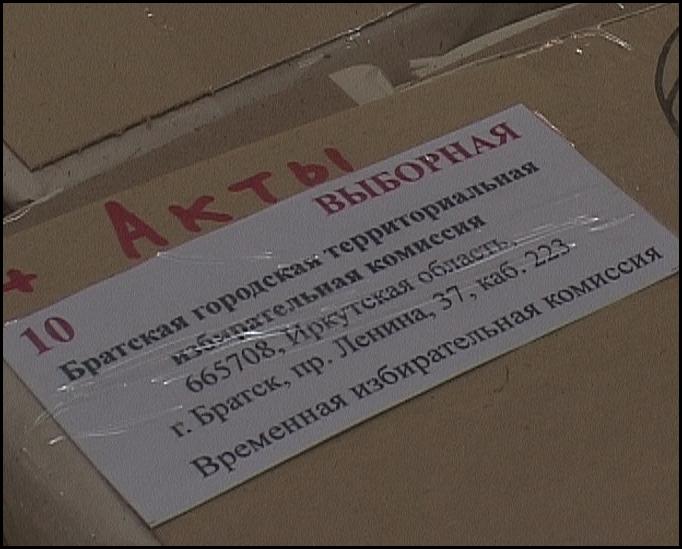 + Акты
ВЫБОРНАЯ
10
Братская городская территориальная
избирательная комиссия
665708, Иркутская область,
г. Братск, пр. Ленина, 37, каб. 223
Временная избирательная комиссия